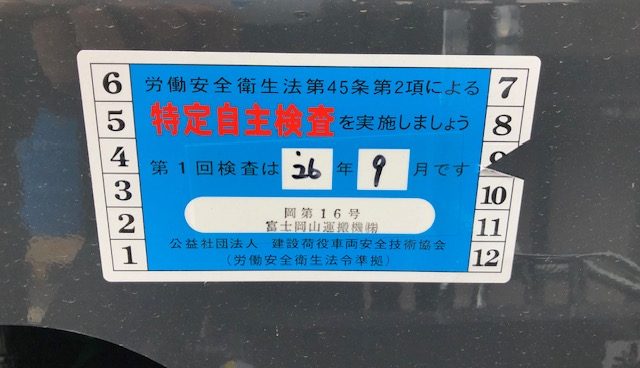 6
5
4
3
2
1
労働安全衛生法第45条第2項による
特定自主検査を実施しましょう
第1回検査は '26 年 9 月です
岡第16号
富士岡山運搬機㈱
公益社団法人 建設荷役車両安全技術協会
(労働安全衛生法令準拠)
7
8
9
10
11
12